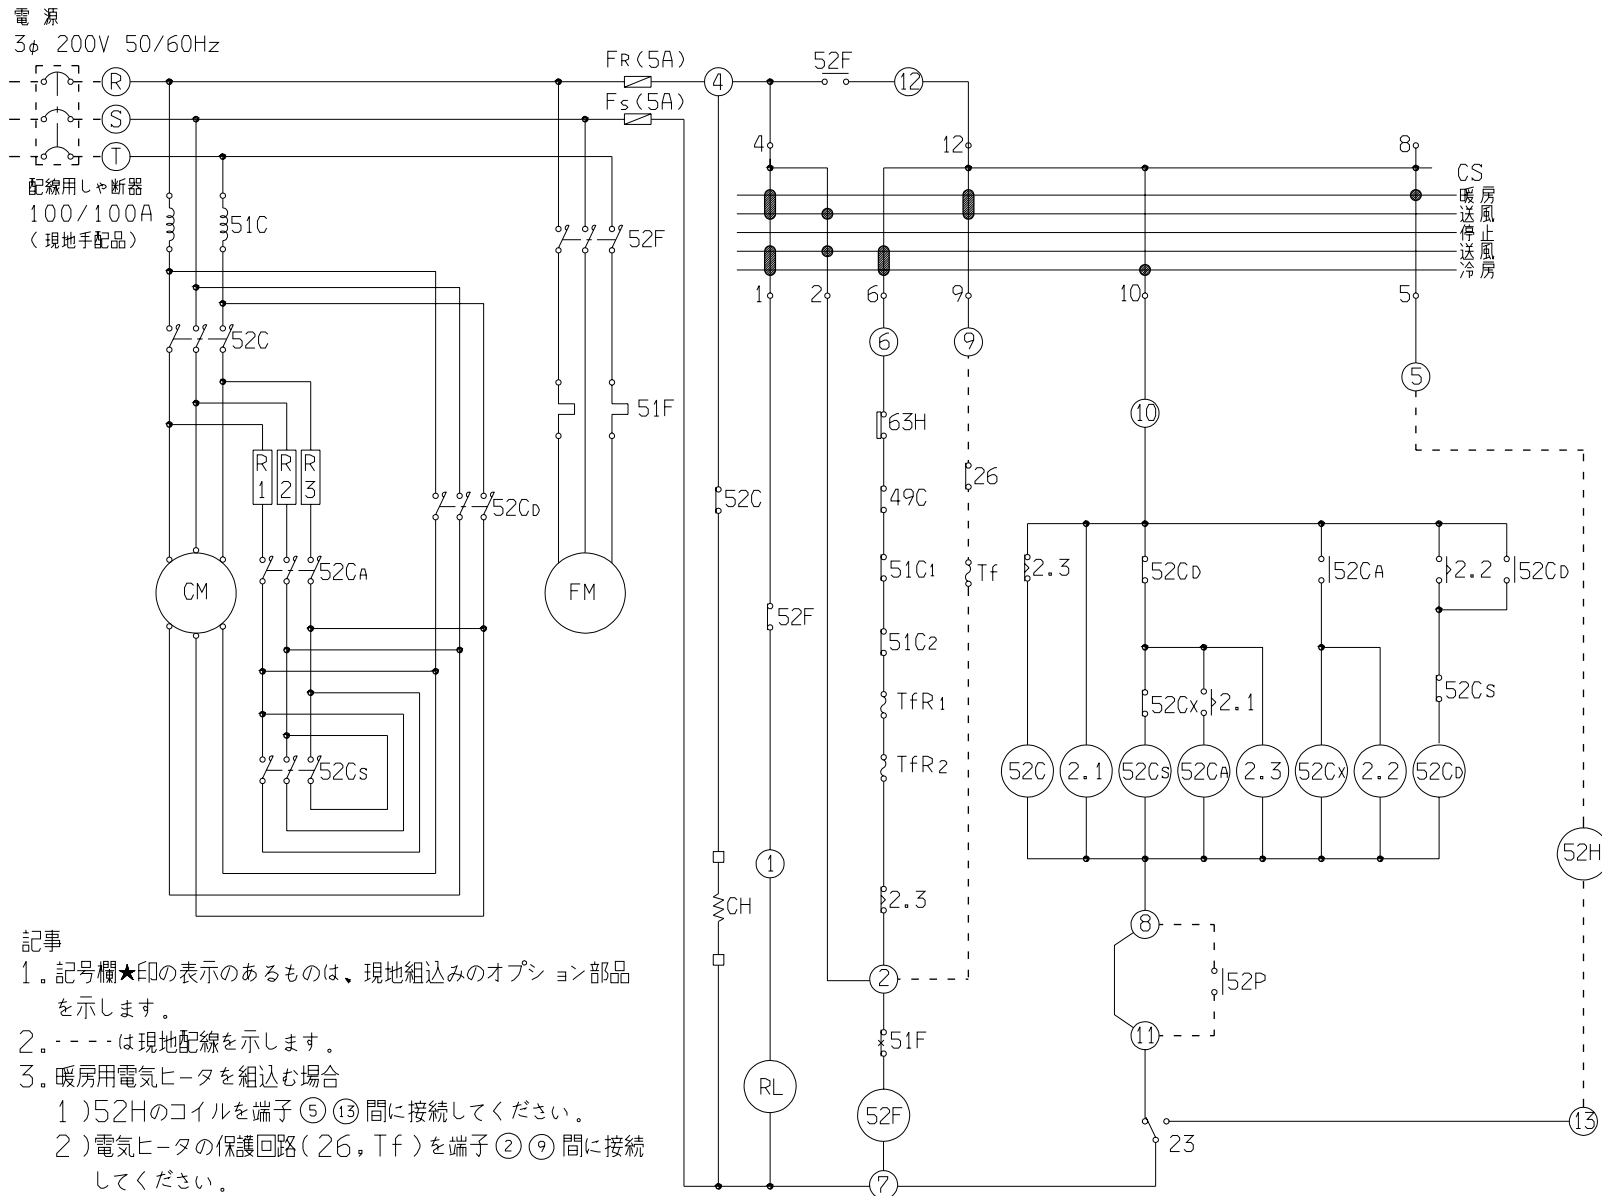 電 源
3φ 200V 50/60Hz
R
S
T
配線用しゃ断器
100/100A
(現地手配品)
FR(5A)
Fs(5A)
4
52F
12
4
12
8
CS
暖房
送風
停止
送風
冷房
1
2
6
9
10
5
51C
52F
52C
51F
R1
R2
R3
52CD
52CA
CM
FM
52Cs
52C
52F
1
CH
RL
6
63H
49C
51C1
51C2
TfR1
TfR2
2.3
2
51F
52F
7
9
26
Tf
10
5
2.3
52CD
52CA
2.2
52CD
52CX
2.1
52Cs
52C
2.1
52Cs
52CA
2.3
52CX
2.2
52CD
52H
8
52P
11
23
13
記事
1。記号欄★印の表示のあるものは、現地組込みのオプション部品
を示します。
2。----は現地配線を示します。
3。暖房用電気ヒータを組込む場合
1)52Hのコイルを端子⑤⑬間に接続してください。
2)電気ヒータの保護回路(26,Tf)を端子②⑨間に接続
してください。